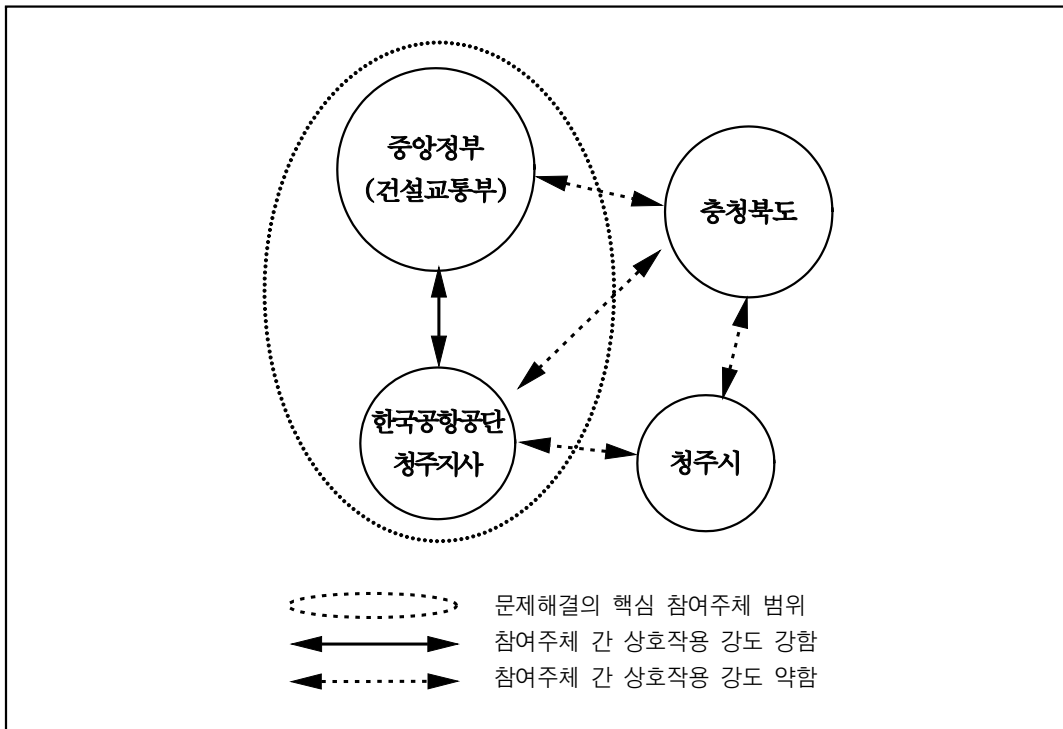 중앙정부
(건설교통부)
충청북도
한국공항공단
청주지사
청주시
문제해결의 핵심 참여주체 범위
참여주체 간 상호작용 강도 강함
참여주체 간 상호작용 강도 약함